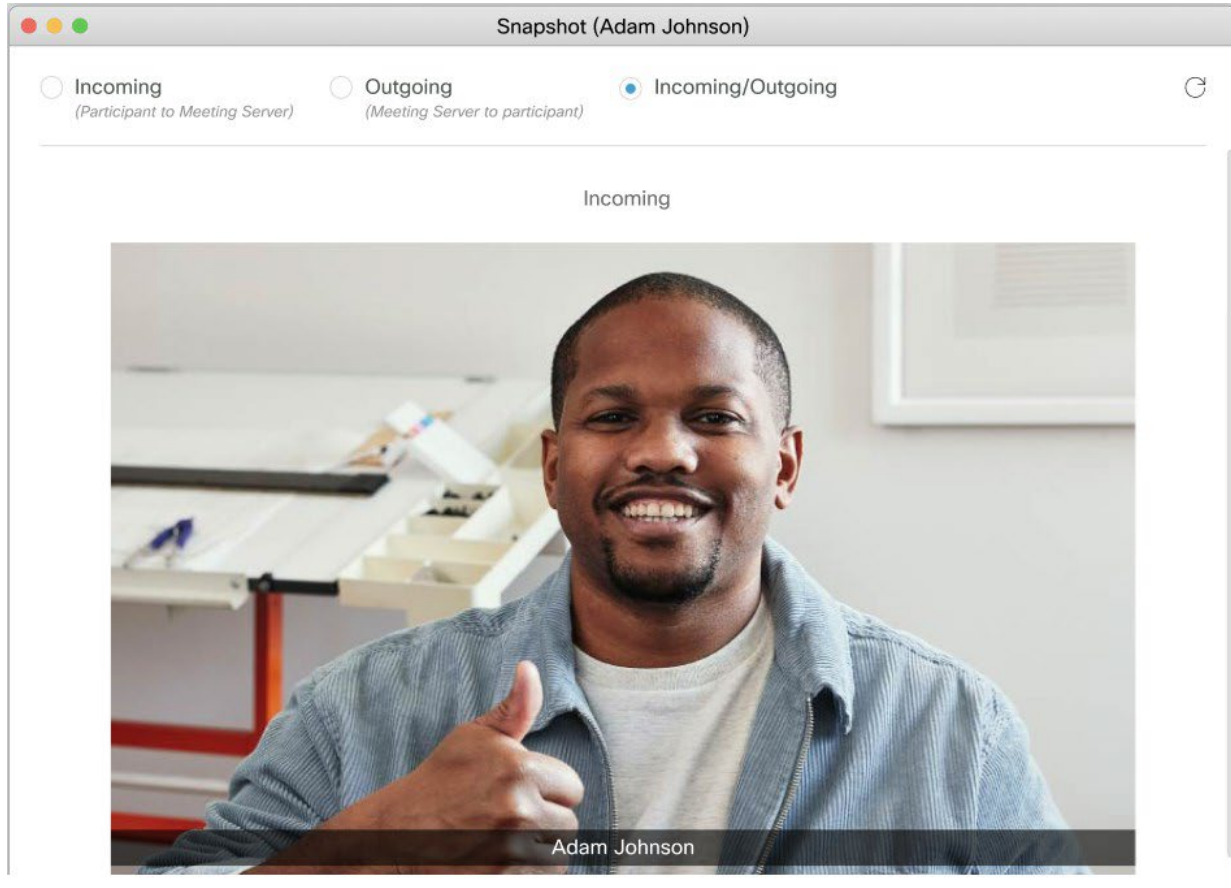 Snapshot (Adam Johnson)
Incoming Outgoing Incoming/Outgoing
(Participant to Meeting Server) (Meeting Server to participant)
Incoming
Adam Johnson